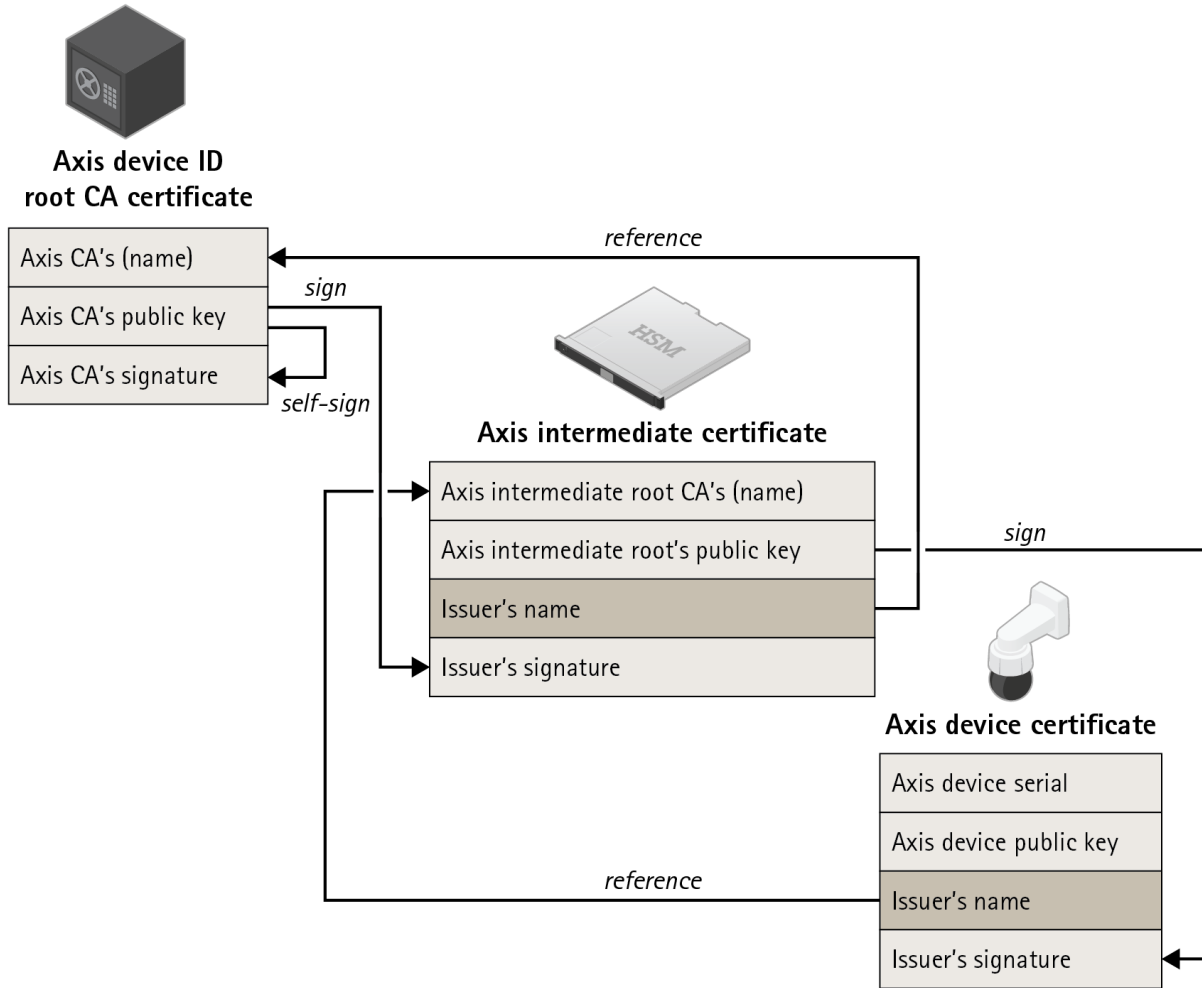 Axis device ID
root CA certificate
Axis CA's (name)
Axis CA's public key
Axis CA's signature
reference
sign
self-sign
HSM
Axis intermediate certificate
Axis intermediate root CA's (name)
Axis intermediate root's public key
Issuer's name
Issuer's signature
sign
Axis device certificate
Axis device serial
Axis device public key
Issuer's name
Issuer's signature
reference